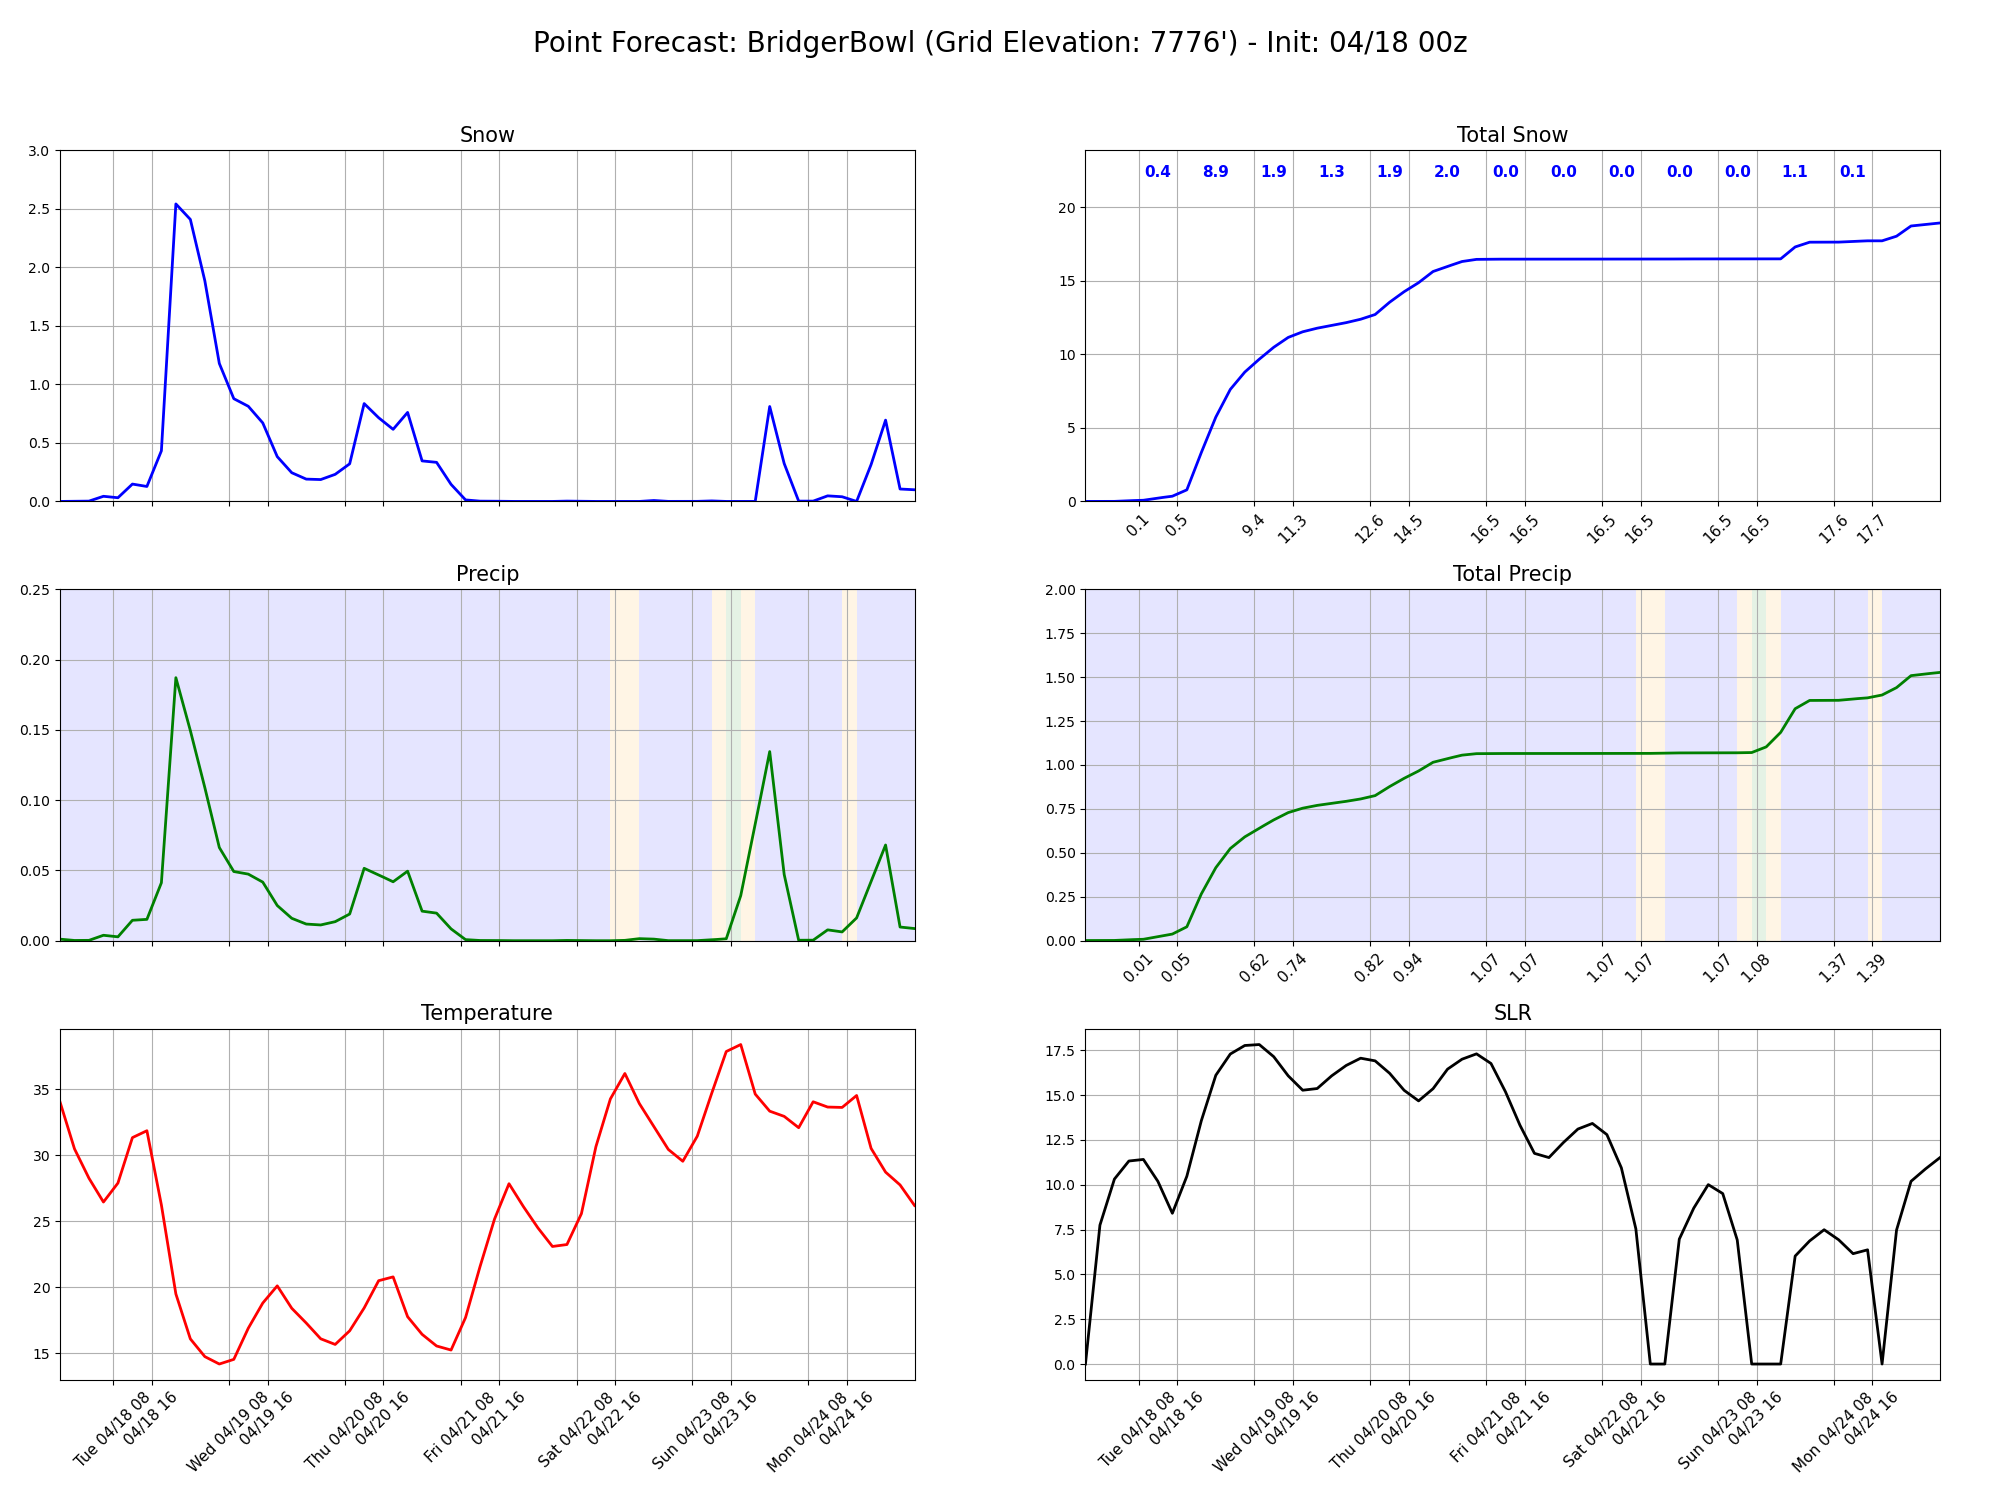 Point Forecast: BridgerBowl (Grid Elevation: 7776') - Init: 04/18 00z
Snow
3.0
2.5
2.0
1.5
1.0
0.5
0.0
Total Snow
0.4 8.9 1.9 1.3 1.9 2.0 0.0 0.0 0.0 0.0 0.0 1.1 0.1
20
15
10
5
0
0.1 0.5 9.4 11.3 12.6 14.5 16.5 16.5 16.5 16.5 16.5 16.5 17.6 17.7
Precip
0.25
0.20
0.15
0.10
0.05
0.00
Total Precip
2.00
1.75
1.50
1.25
1.00
0.75
0.50
0.25
0.00
0.01 0.05 0.62 0.74 0.82 0.94 1.07 1.07 1.07 1.07 1.07 1.08 1.37 1.39
Temperature
35
30
25
20
15
Tue 04/18 08
04/18 16
Wed 04/19 08
04/19 16
Thu 04/20 08
04/20 16
Fri 04/21 08
04/21 16
Sat 04/22 08
04/22 16
Sun 04/23 08
04/23 16
Mon 04/24 08
04/24 16
SLR
17.5
15.0
12.5
10.0
7.5
5.0
2.5
0.0
Tue 04/18 08
04/18 16
Wed 04/19 08
04/19 16
Thu 04/20 08
04/20 16
Fri 04/21 08
04/21 16
Sat 04/22 08
04/22 16
Sun 04/23 08
04/23 16
Mon 04/24 08
04/24 16